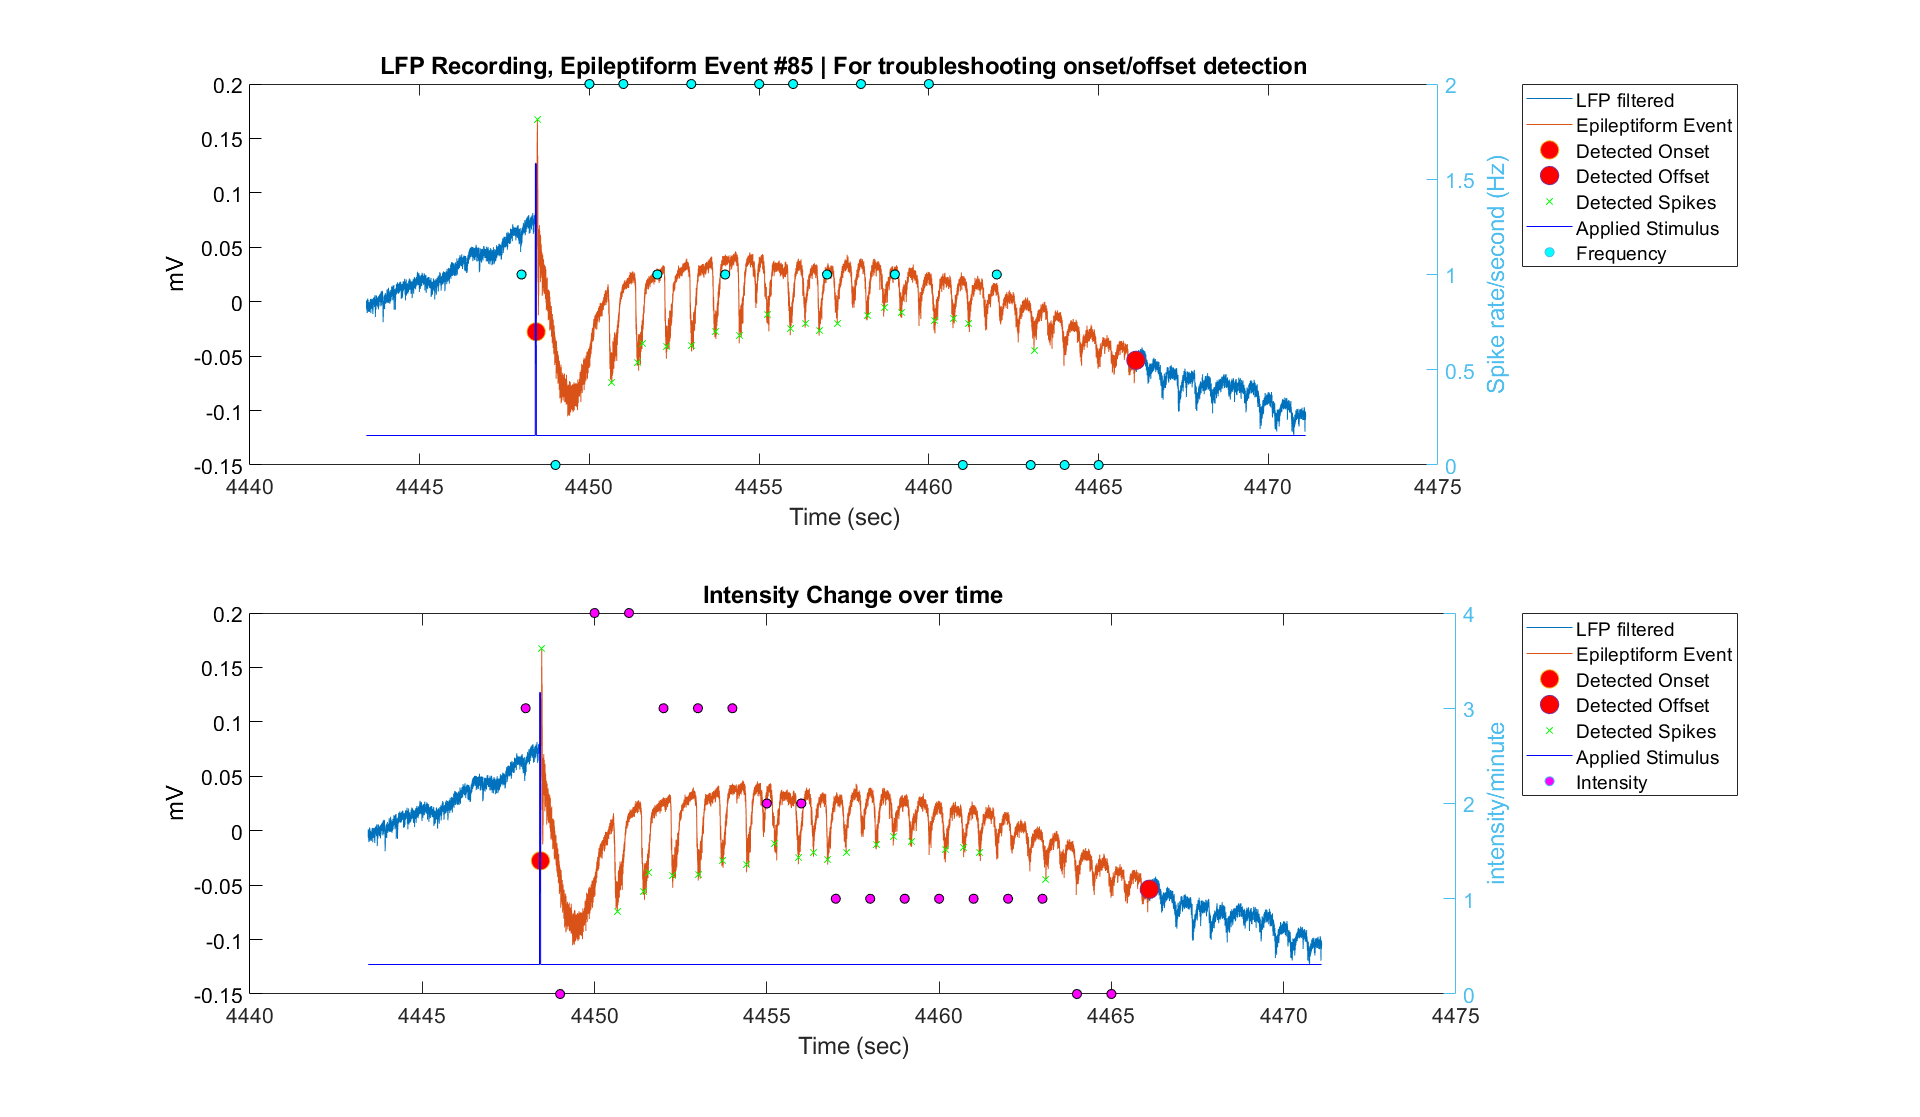 LFP Recording, Epileptiform Event #85 | For troubleshooting onset/offset detection
0.2
0.15
0.1
0.05
0
-0.05
-0.1
-0.15
mV
4440
4445
4450
4455
4460
4465
4470
4475
Time (sec)
2
1.5
1
0.5
0
Spike rate/second (Hz)
LFP filtered
Epileptiform Event
Detected Onset
Detected Offset
Detected Spikes
Applied Stimulus
Frequency
Intensity Change over time
0.2
0.15
0.1
0.05
0
-0.05
-0.1
-0.15
mV
4440
4445
4450
4455
4460
4465
4470
4475
Time (sec)
4
3
2
1
0
intensity/minute
LFP filtered
Epileptiform Event
Detected Onset
Detected Offset
Detected Spikes
Applied Stimulus
Intensity